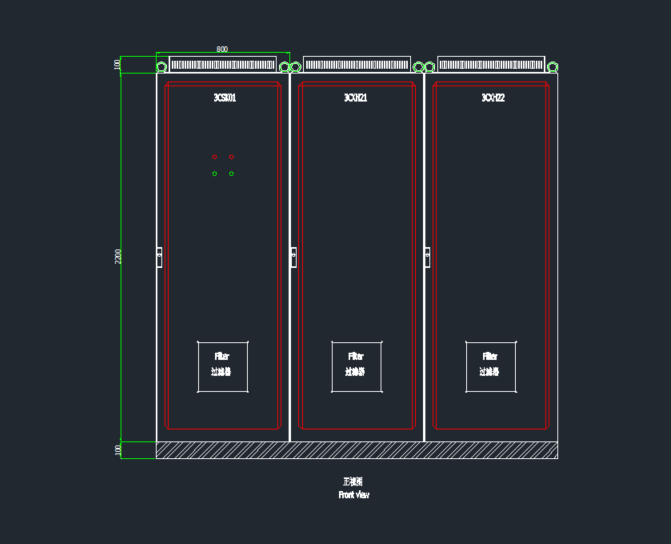 800
100
3CSK01
3CXH21
3CXH22
2200
Filter
过滤器
Filter
过滤器
Filter
过滤器
100
正视图
Front View